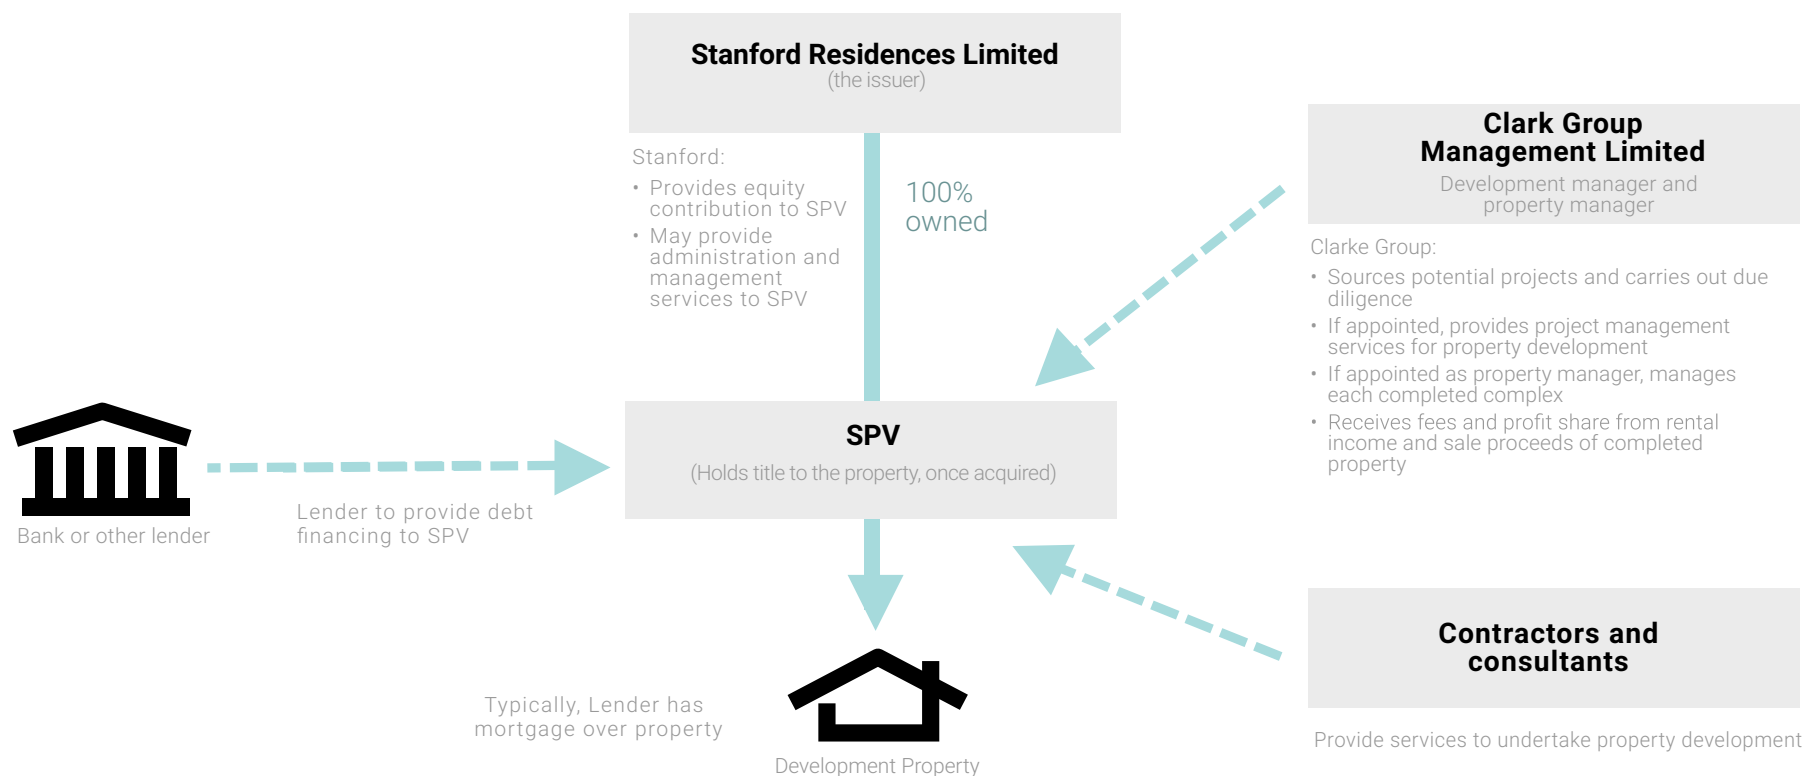 Stanford Residences Limited
(the issuer)
Stanford:
• Provides equity
contribution to SPV
• May provide
administration and
management
services to SPV
100%
owned
Clark Group
Management Limited
Development manager and
property manager
Clarke Group:
• Sources potential projects and carries out due
diligence
• If appointed, provides project management
services for property development
• If appointed as property manager, manages
each completed complex
• Receives fees and profit share from rental
income and sale proceeds of completed
property
SPV
(Holds title to the property, once acquired)
Bank or other lender
Lender to provide debt
financing to SPV
Typically, Lender has
mortgage over property
Development Property
Contractors and
consultants
Provide services to undertake property development